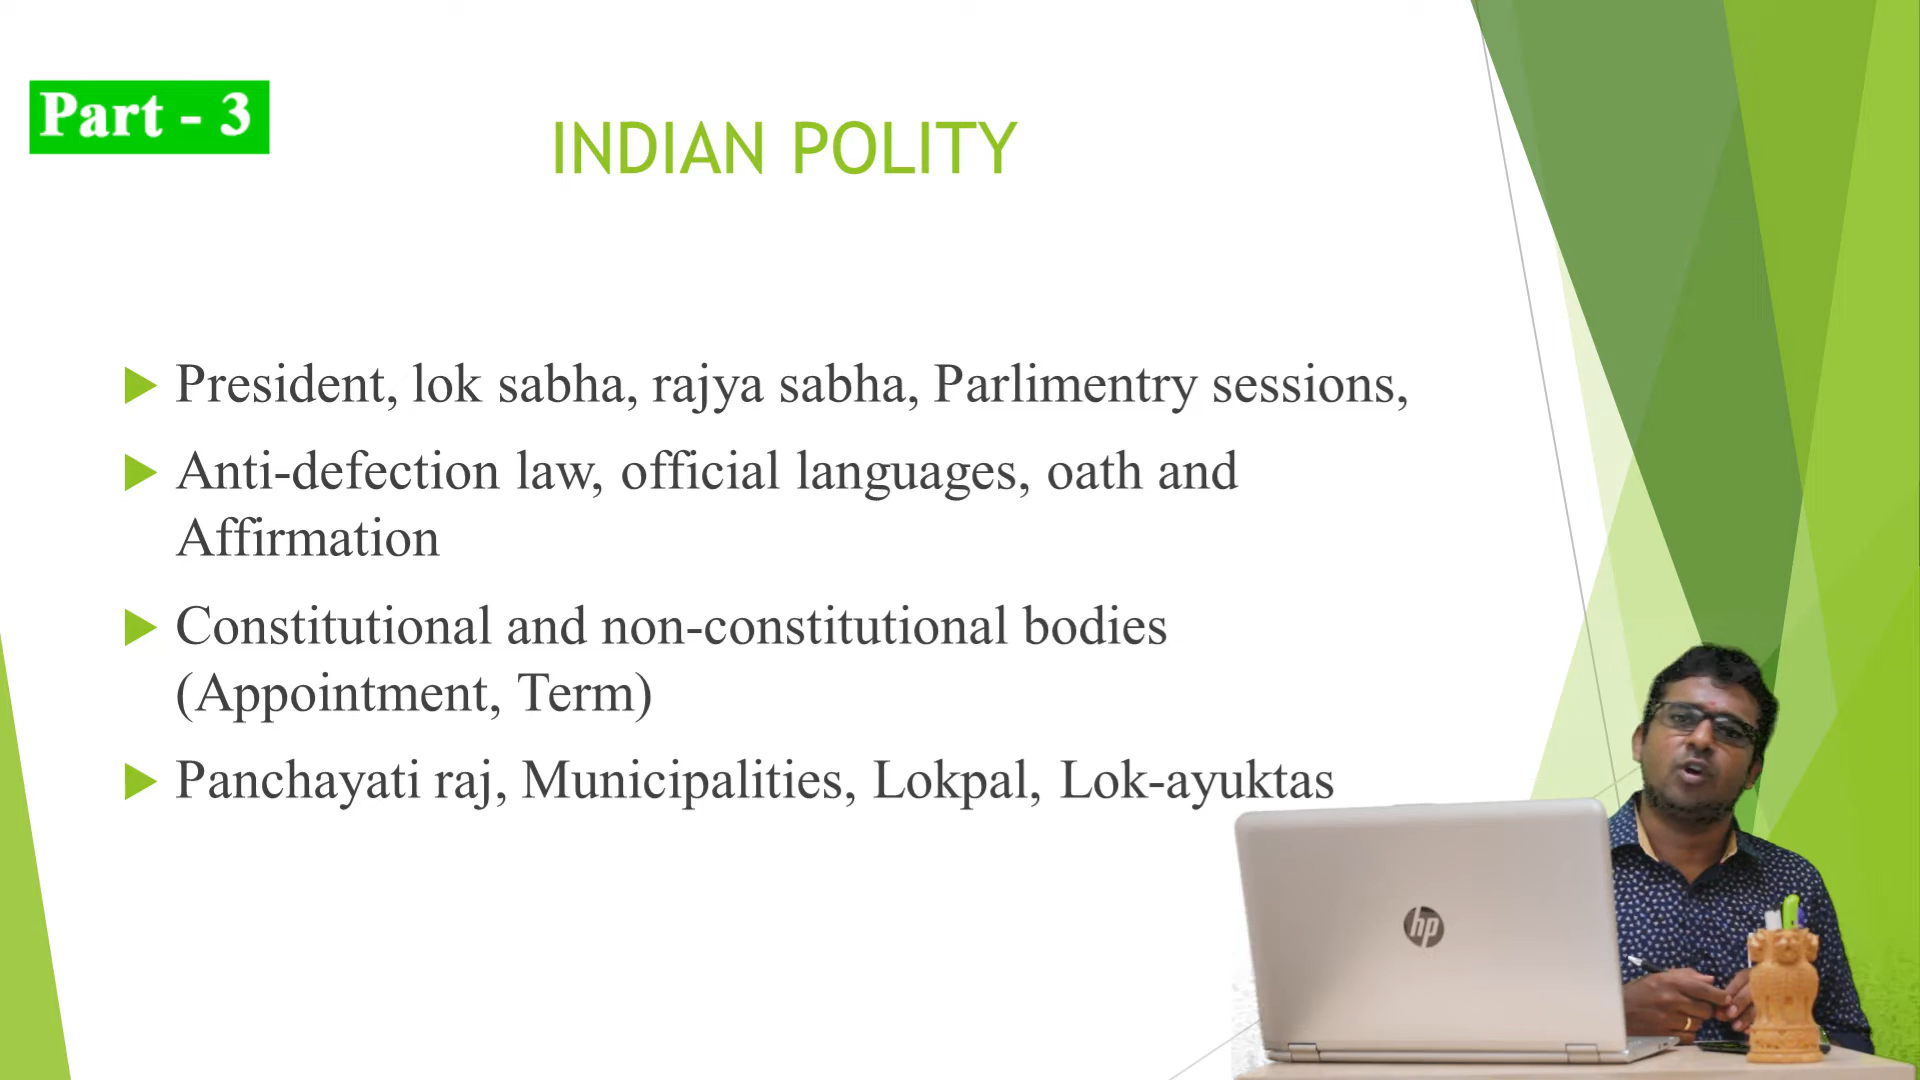 Part - 3
INDIAN POLITY
President, lok sabha, rajya sabha, Parlimentry sessions,
Anti-defection law, official languages, oath and
Affirmation
Constitutional and non-constitutional bodies
(Appointment, Term)
Panchayati raj, Municipalities, Lokpal, Lok-ayuktas
hp